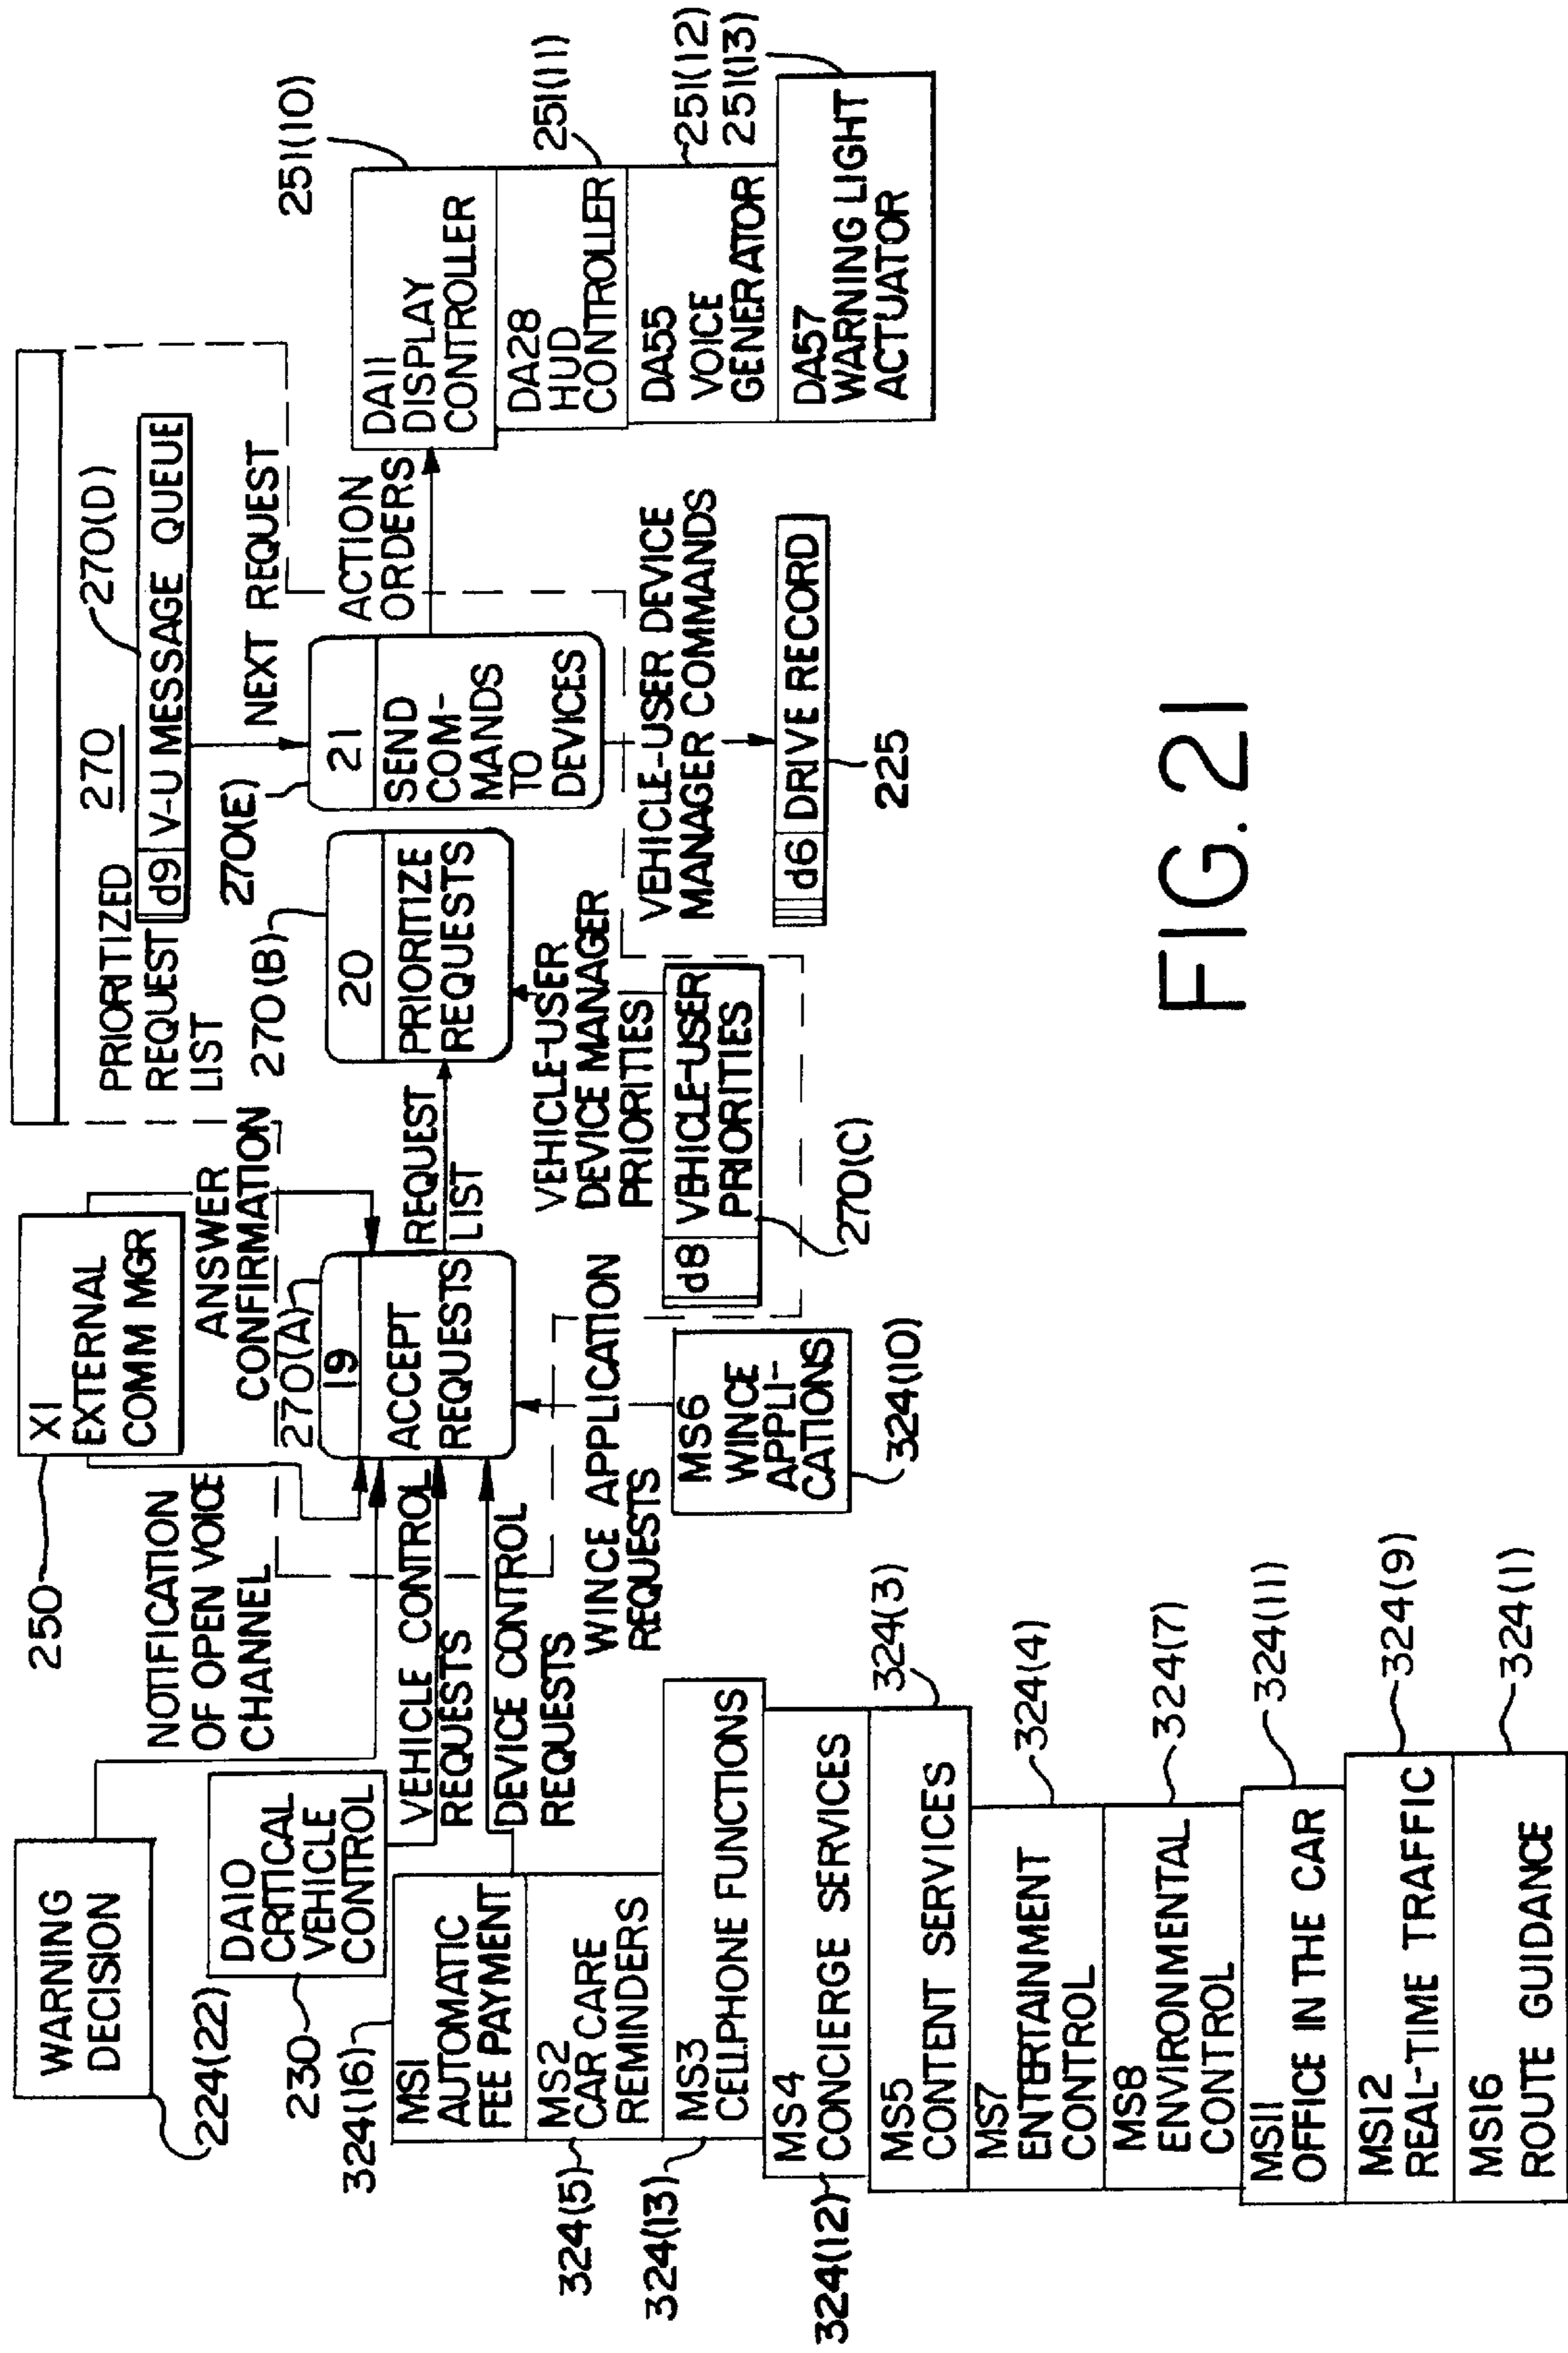 WARNING
DECISION
224(22)
DA10
CRITICAL
VEHICLE
CONTROL
230
324(16)
MS1
AUTOMATIC
FEE PAYMENT
MS2
CAR CARE
REMINDERS
324(5)
MS3
CELLPHONE FUNCTIONS
324(13)
MS4
CONCIERGE SERVICES
324(12)
MS5
CONTENT SERVICES
324(3)
MS7
ENTERTAINMENT
CONTROL
324(4)
MS8
ENVIRONMENTAL
CONTROL
324(7)
MS11
OFFICE IN THE CAR
324(11)
MS12
REAL-TIME TRAFFIC
324(9)
MS16
ROUTE GUIDANCE
324(1)
250
X1
EXTERNAL
COMM MGR
NOTIFICATION
OF OPEN VOICE
CHANNEL
VEHICLE CONTROL
REQUESTS
DEVICE CONTROL
REQUESTS
WINCE APPLICATION
REQUESTS
MS6
WINCE
APPLI-
CATIONS
324(10)
ANSWER
CONFIRMATION
270(A)
19
ACCEPT
REQUESTS
REQUEST
LIST
270(B)
20
PRIORITIZE
REQUESTS
VEHICLE-USER
DEVICE MANAGER
PRIORITIES
d8 VEHICLE-USER
PRIORITIES
270(C)
PRIORITIZED
REQUEST
LIST
270
270(D)
d9 V-U MESSAGE QUEUE
NEXT REQUEST
270(E)
21
SEND
COM-
MANDS
TO
DEVICES
ACTION
ORDERS
VEHICLE-USER DEVICE
MANAGER COMMANDS
d6 DRIVE RECORD
225
DA11
DISPLAY
CONTROLLER
251(10)
DA28
HUD
CONTROLLER
251(11)
DA55
VOICE
GENERATOR
251(12)
251(13)
DA57
WARNING LIGHT
ACTUATOR
FIG. 21